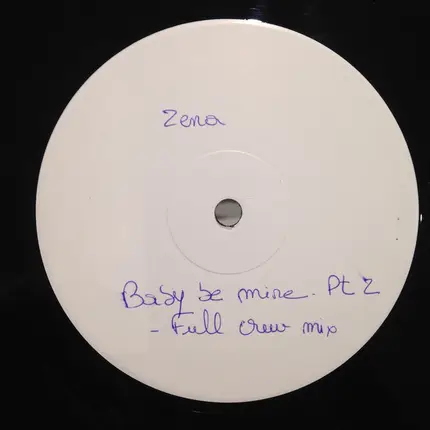 Zena
Baby be mine. Pt 2
- Full crew mix